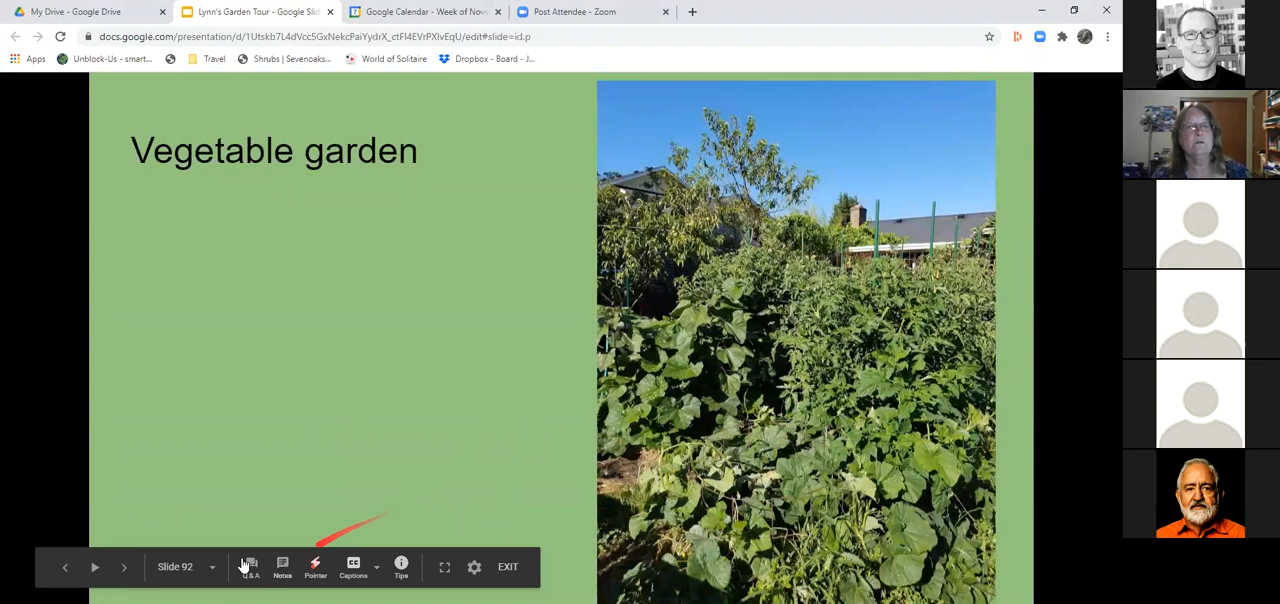 My Drive - Google Drive
Lynn's Garden Tour - Google Slid
Google Calendar - Week of Nove
Post Attendee - Zoom
docs.google.com/presentation/d/1Utskb7L4dVcc5GxNekcPaiYydrX_ctFl4EVrPXlvEqU/edit#slide=id.p
Apps
Unblock-Us - smart...
Travel
Shrubs | Sevenoaks...
World of Solitaire
Dropbox - Board - J...
Vegetable garden
Slide 92
Q & A
Notes
Pointer
Captions
Tips
EXIT